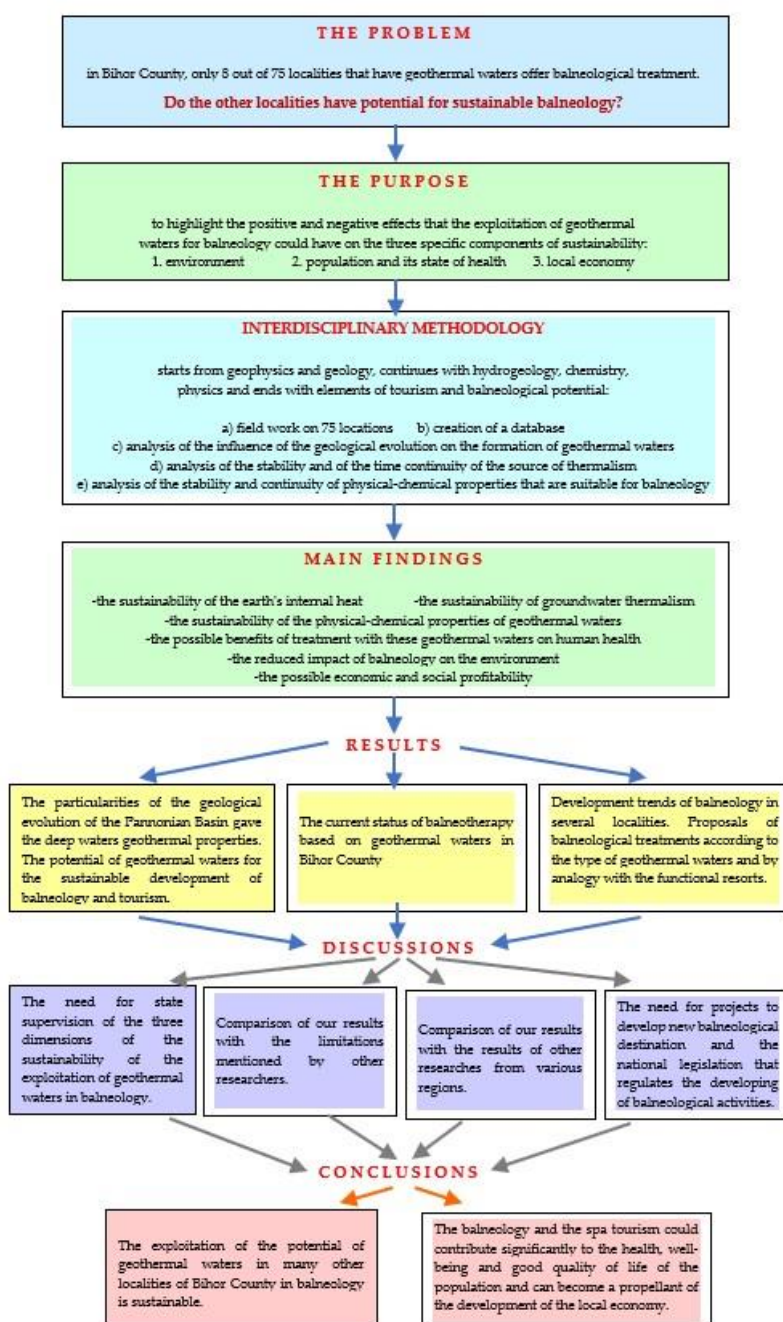 THE PROBLEM
in Bihor County, only 8 out of 75 localities that have geothermal waters offer balneological treatment.
Do the other localities have potential for sustainable balneology?
THE PURPOSE
to highlight the positive and negative effects that the exploitation of geothermal
waters for balneology could have on the three specific components of sustainability:
1. environment 2. population and its state of health 3. local economy
INTERDISCIPLINARY METHODOLOGY
starts from geophysics and geology, continues with hydrogeology, chemistry,
physics and ends with elements of tourism and balneological potential:
a) field work on 75 locations b) creation of a database
c) analysis of the influence of the geological evolution on the formation of geothermal waters
d) analysis of the stability and of the time continuity of the source of thermalism
e) analysis of the stability and continuity of physical-chemical properties that are suitable for balneology
MAIN FINDINGS
-the sustainability of the earth's internal heat -the sustainability of groundwater thermalism
-the sustainability of the physical-chemical properties of geothermal waters
-the possible benefits of treatment with these geothermal waters on human health
-the reduced impact of balneology on the environment
-the possible economic and social profitability
RESULTS
The particularities of the geological
evolution of the Pannonian Basin gave
the deep waters geothermal properties.
The potential of geothermal waters for
the sustainable development of
balneology and tourism.
The current status of balneotherapy
based on geothermal waters in
Bihor County
Development trends of balneology in
several localities. Proposals of
balneological treatments according to
the type of geothermal waters and by
analogy with the functional resorts.
DISCUSSIONS
The need for state
supervision of the three
dimensions of the
sustainability of the
exploitation of geothermal
waters in balneology.
Comparison of our results
with the limitations
mentioned by other
researchers.
Comparison of our results
with the results of other
researches from various
regions.
The need for projects to
develop new balneological
destination and the
national legislation that
regulates the developing
of balneological activities.
CONCLUSIONS
The exploitation of the potential of
geothermal waters in many other
localities of Bihor County in balneology
is sustainable.
The balneology and the spa tourism could
contribute significantly to the health, well-
being and good quality of life of the
population and can become a propellant of
the development of the local economy.